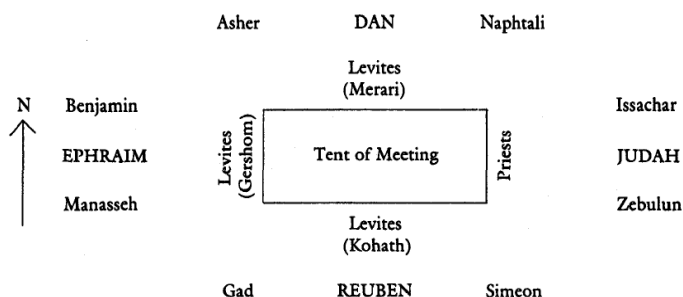 Asher DAN Naphtali
Levites
(Merari)
N Benjamin Issachar
Levites
(Gershom)
EPHRAIM Tent of Meeting Priests JUDAH
Manasseh Zebulun
Levites
(Kohath)
Gad REUBEN Simeon